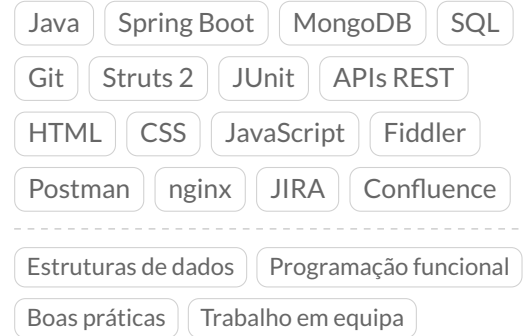 Java Spring Boot MongoDB SQL
Git Struts 2 JUnit APIs REST
HTML CSS JavaScript Fiddler
Postman nginx JIRA Confluence
Estruturas de dados Programação funcional
Boas práticas Trabalho em equipa